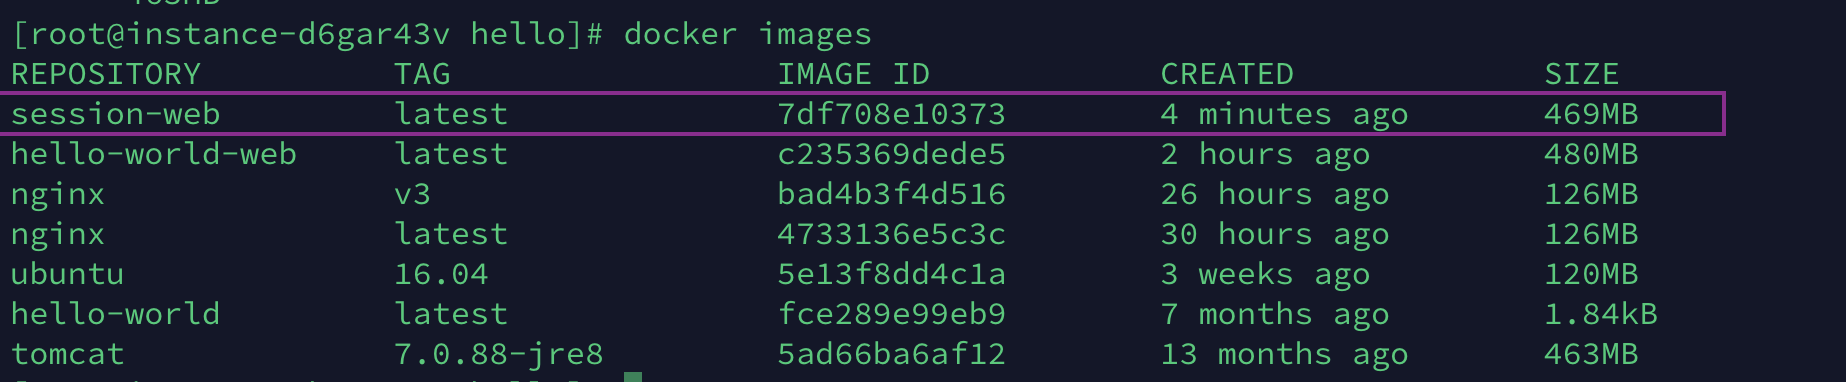 [root@instance-d6gar43v hello]# docker images
REPOSITORY TAG IMAGE ID CREATED SIZE
session-web latest 7df708e10373 4 minutes ago 469MB
hello-world-web latest c235369dede5 2 hours ago 480MB
nginx v3 bad4b3f4d516 26 hours ago 126MB
nginx latest 4733136e5c3c 30 hours ago 126MB
ubuntu 16.04 5e13f8dd4c1a 3 weeks ago 120MB
hello-world latest fce289e99eb9 7 months ago 1.84kB
tomcat 7.0.88-jre8 5ad66ba6af12 13 months ago 463MB